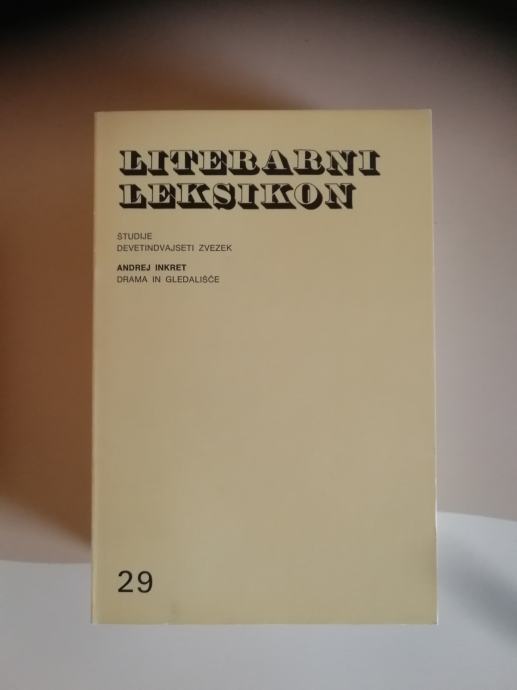 LITERARNI
LEKSIKON
ŠTUDIJE
DEVETINDVAJSETI ZVEZEK
ANDREJ INKRET
DRAMA IN GLEDALIŠČE
29